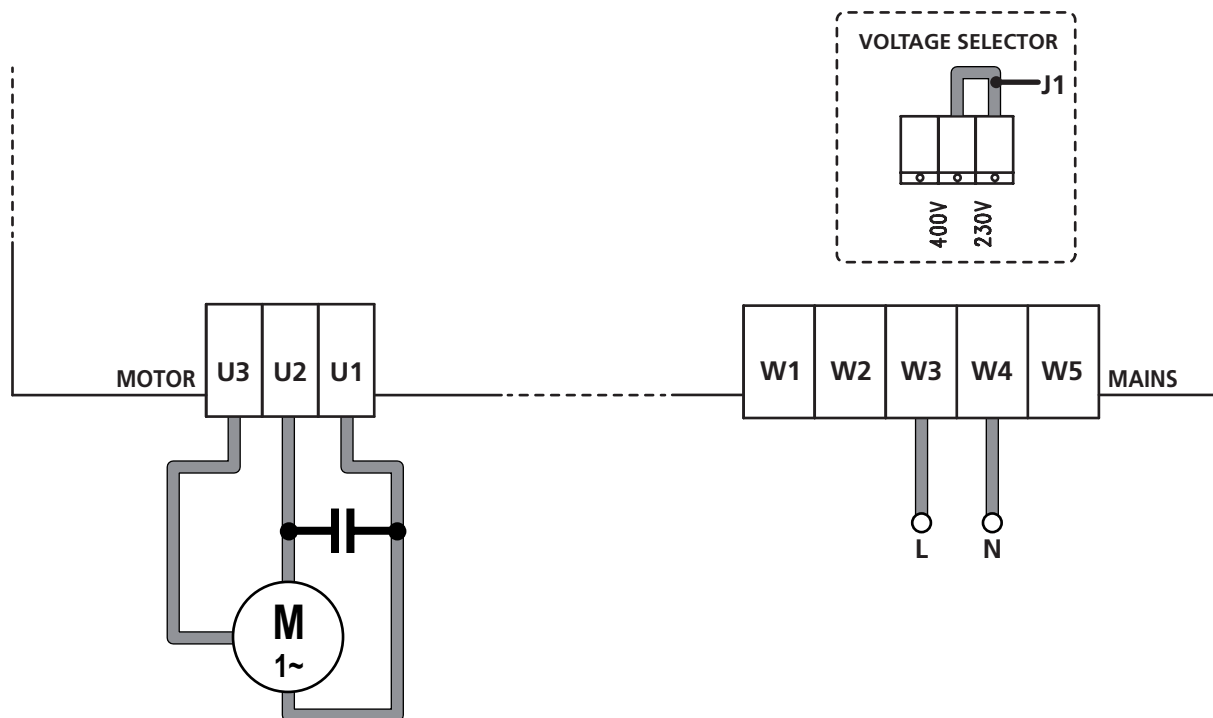 VOLTAGE SELECTOR
J1
400V
230V
MOTOR U3 U2 U1
W1 W2 W3 W4 W5 MAINS
L N
M
1~